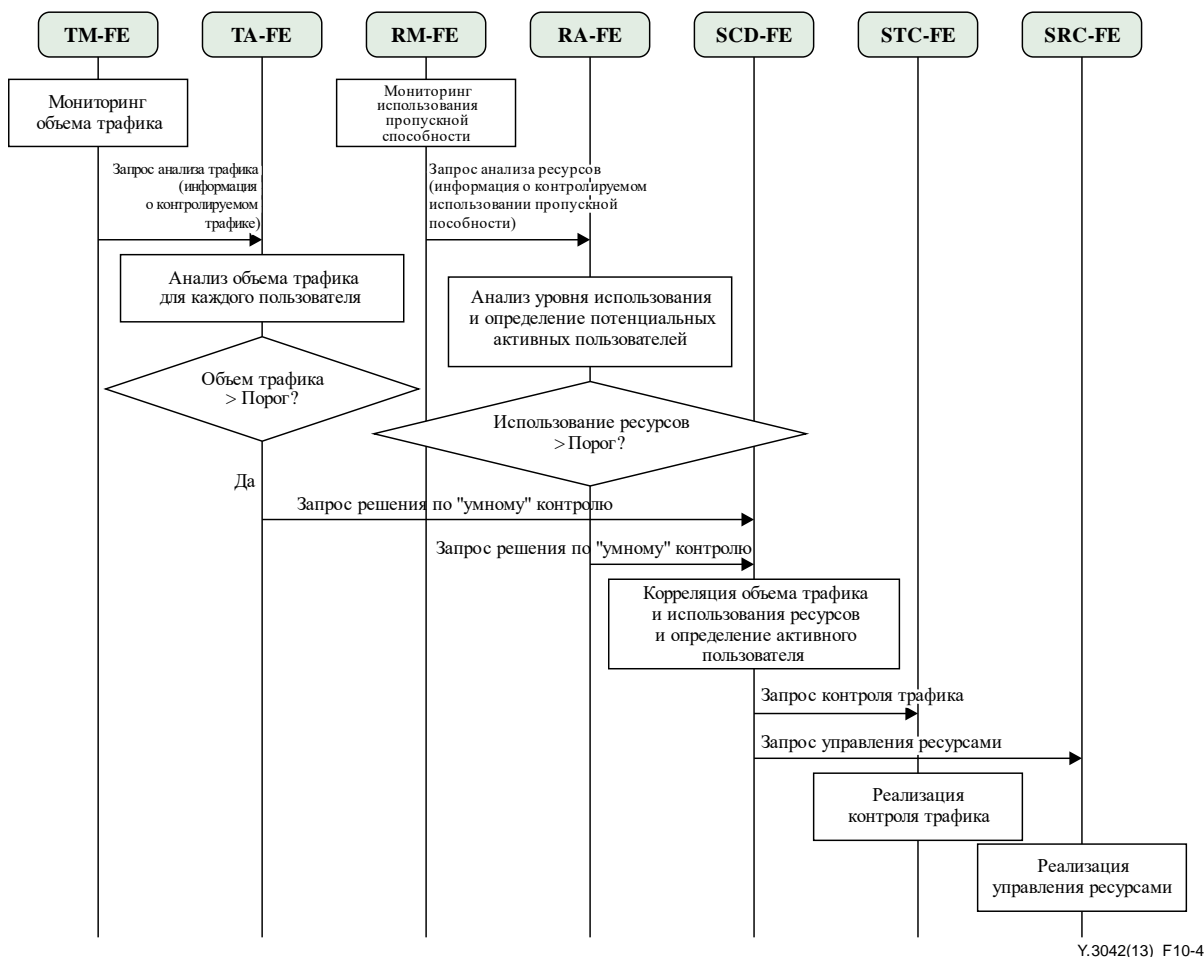 TM-FE
TA-FE
RM-FE
RA-FE
SCD-FE
STC-FE
SRC-FE
Мониторинг
объема трафика
Мониторинг
использования
пропускной
способности
Запрос анализа трафика
(информация
о контролируемом
трафике)
Запрос анализа ресурсов
(информация о контролируемом
использовании пропускной
пособности)
Анализ объема трафика
для каждого пользователя
Анализ уровня использования
и определение потенциальных
активных пользователей
Объем трафика
> Порог?
Использование ресурсов
> Порог?
Да
Запрос решения по "умному" контролю
Запрос решения по "умному" контролю
Корреляция объема трафика
и использования ресурсов
и определение активного
пользователя
Запрос контроля трафика
Запрос управления ресурсами
Реализация
контроля трафика
Реализация
управления ресурсами
Y.3042(13)_F10-4